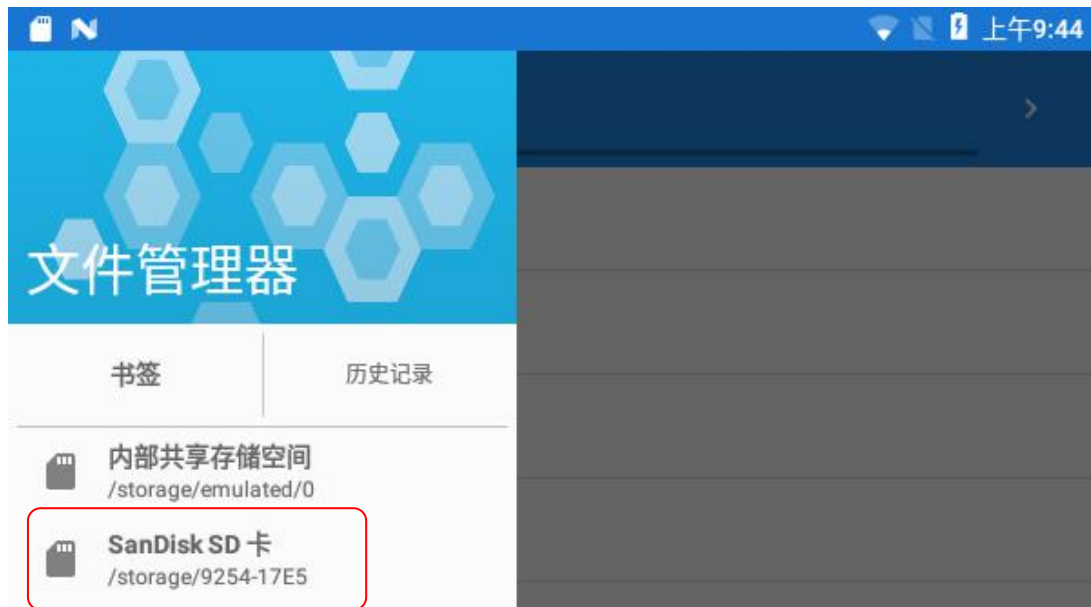 上午9:44
文件管理器
书签
历史记录
内部共享存储空间
/storage/emulated/0
SanDisk SD 卡
/storage/9254-17E5